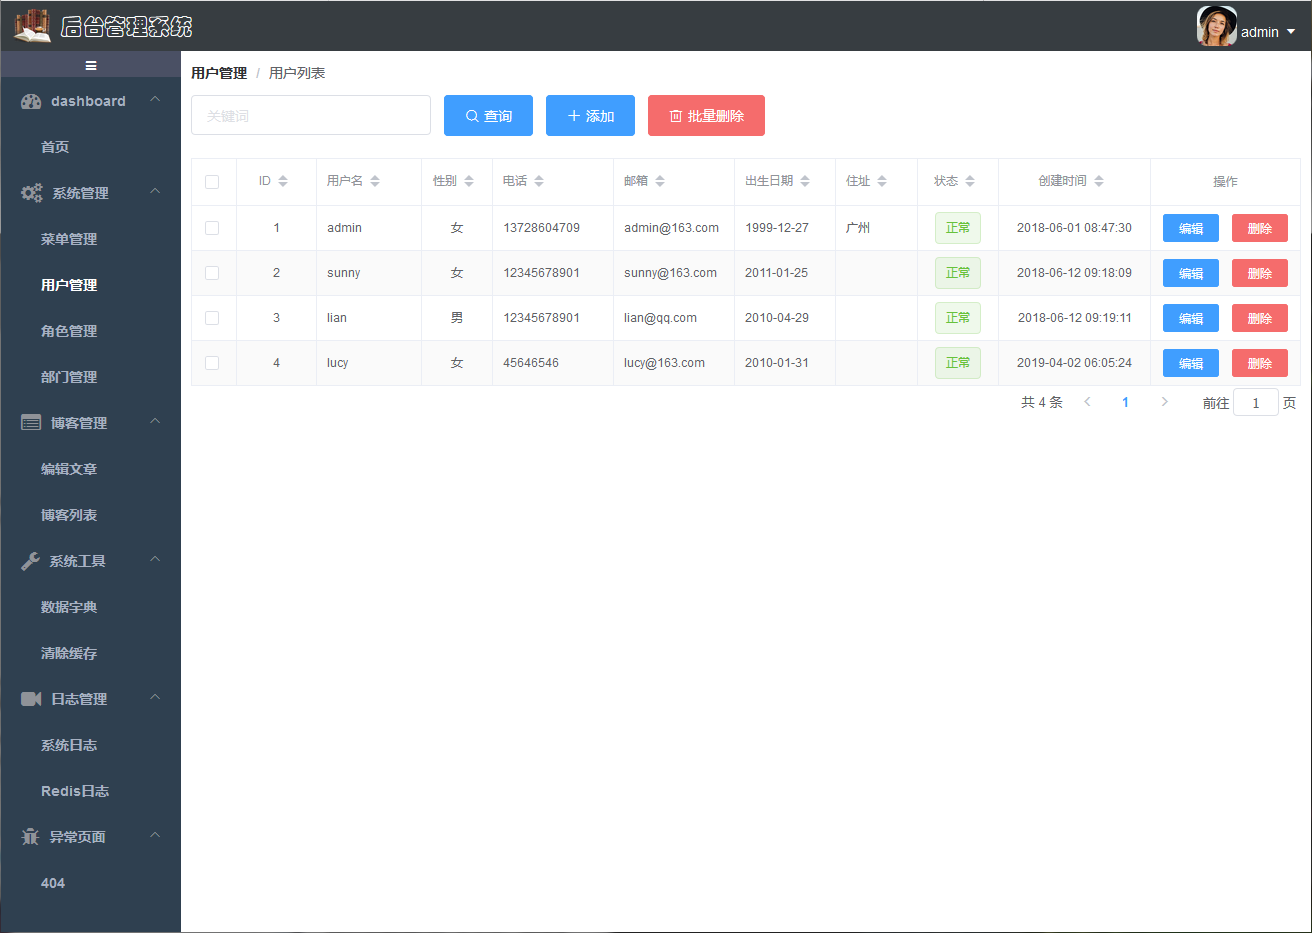 后台管理系统
admin
dashboard
首页
系统管理
菜单管理
用户管理
角色管理
部门管理
博客管理
编辑文章
博客列表
系统工具
数据字典
清除缓存
日志管理
系统日志
Redis日志
异常页面
404
用户管理 / 用户列表
关键词 查询 添加 批量删除
ID 用户名 性别 电话 邮箱 出生日期 住址 状态 创建时间 操作
1 admin 女 13728604709 admin@163.com 1999-12-27 广州 正常 2018-06-01 08:47:30 编辑 删除
2 sunny 女 12345678901 sunny@163.com 2011-01-25 正常 2018-06-12 09:18:09 编辑 删除
3 lian 男 12345678901 lian@qq.com 2010-04-29 正常 2018-06-12 09:19:11 编辑 删除
4 lucy 女 45646546 lucy@163.com 2010-01-31 正常 2019-04-02 06:05:24 编辑 删除
共 4 条 1 前往 1 页